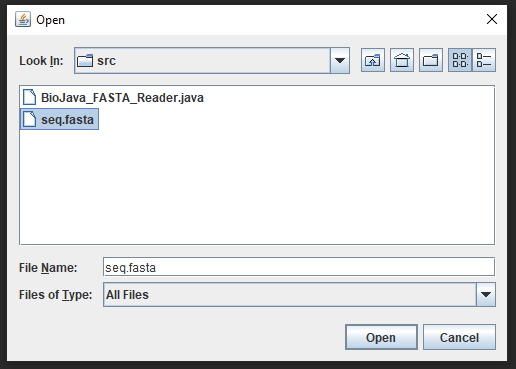 Open
Look In: src
BioJava_FASTA_Reader.java
seq.fasta
File Name: seq.fasta
Files of Type: All Files
Open Cancel